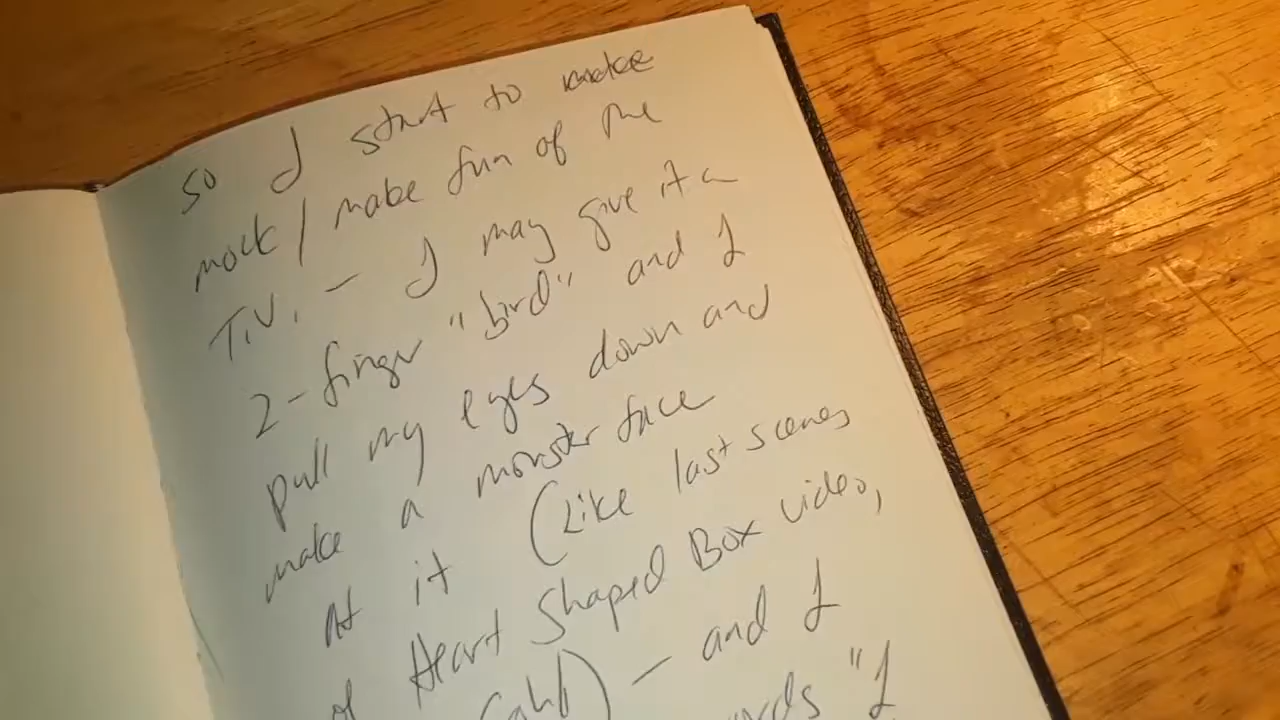 so I start to make
mock / make fun of the
T.V. – I may give it a
2-finger "bird" and I
pull my eyes down and
make a monster face
At it (Like last scenes
of Heart Shaped Box video,
– and I
"I